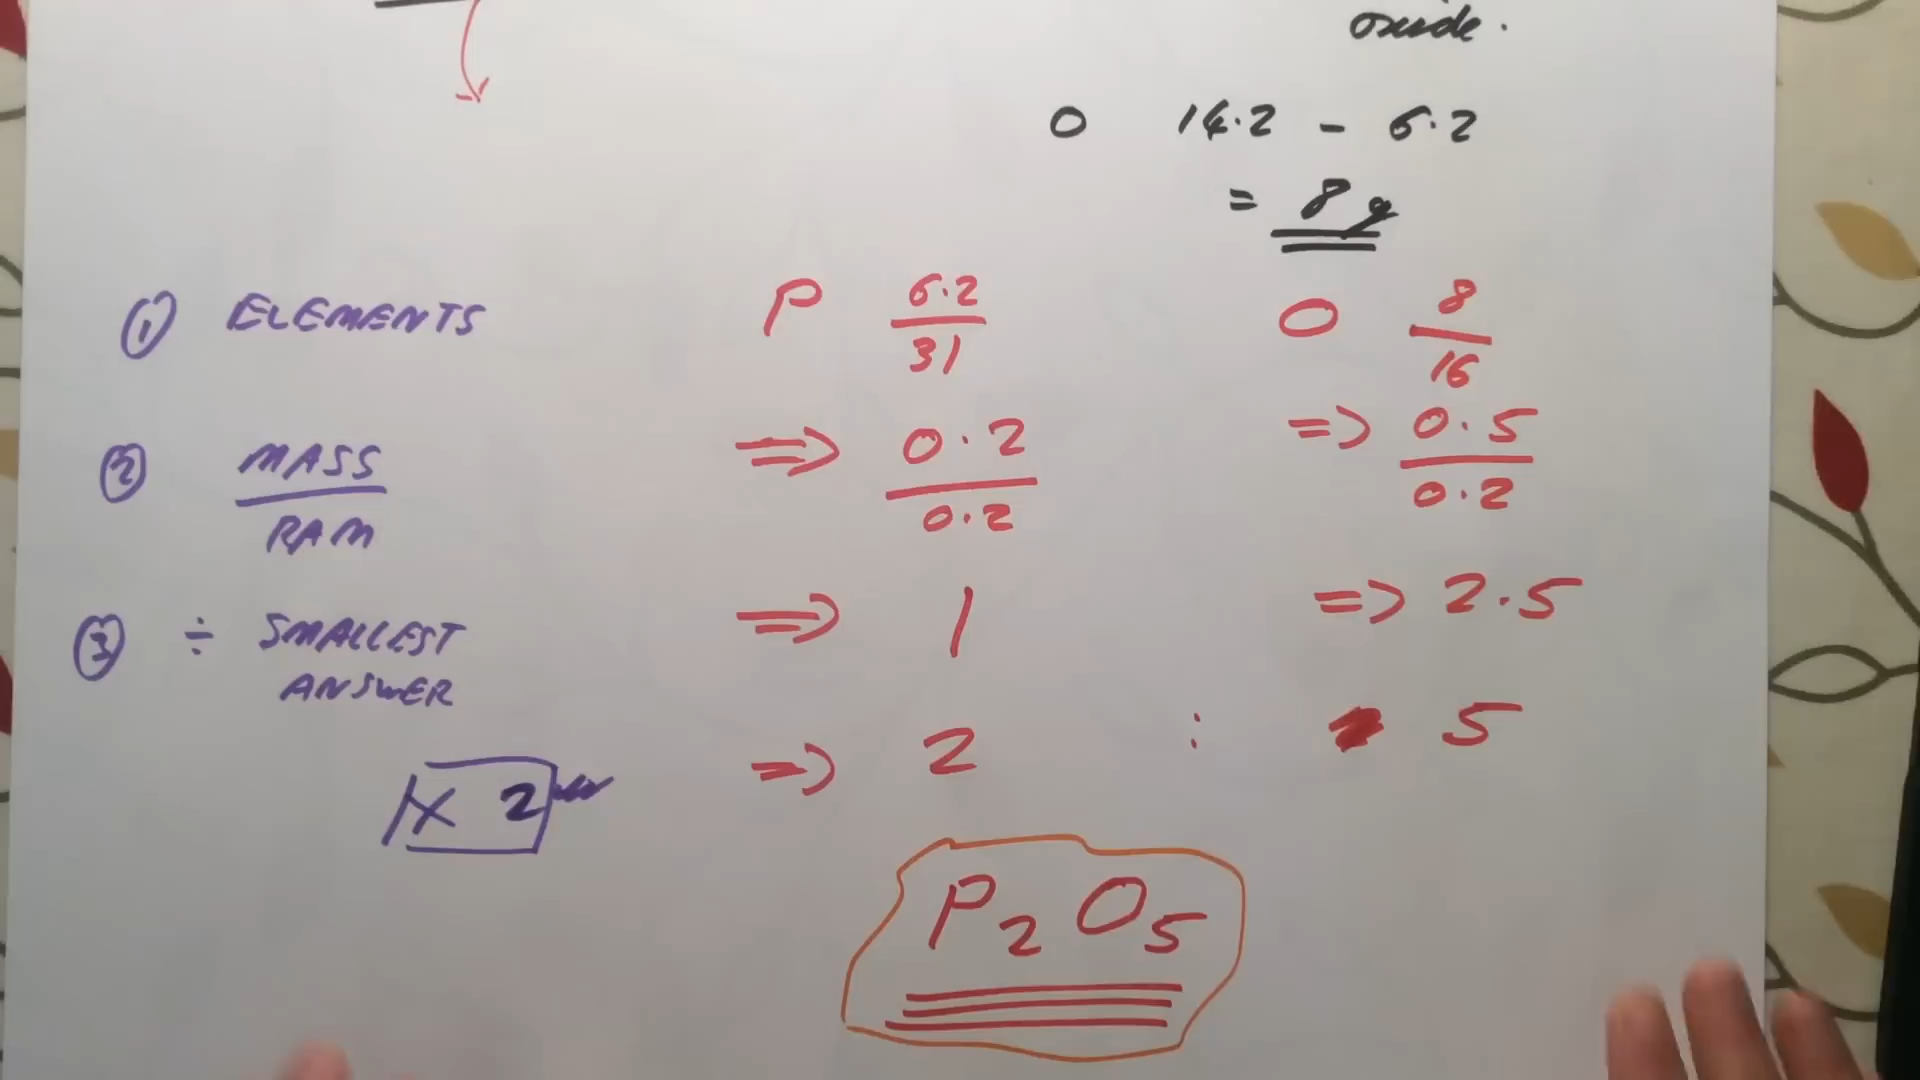 oxide.
O 14.2 - 6.2
= 8g
① ELEMENTS P 6.2/31 O 8/16
② MASS/RAM => 0.2/0.2 => 0.5/0.2
③ ÷ SMALLEST ANSWER => 1 => 2.5
=> 2 : 5
X 2
P₂O₅